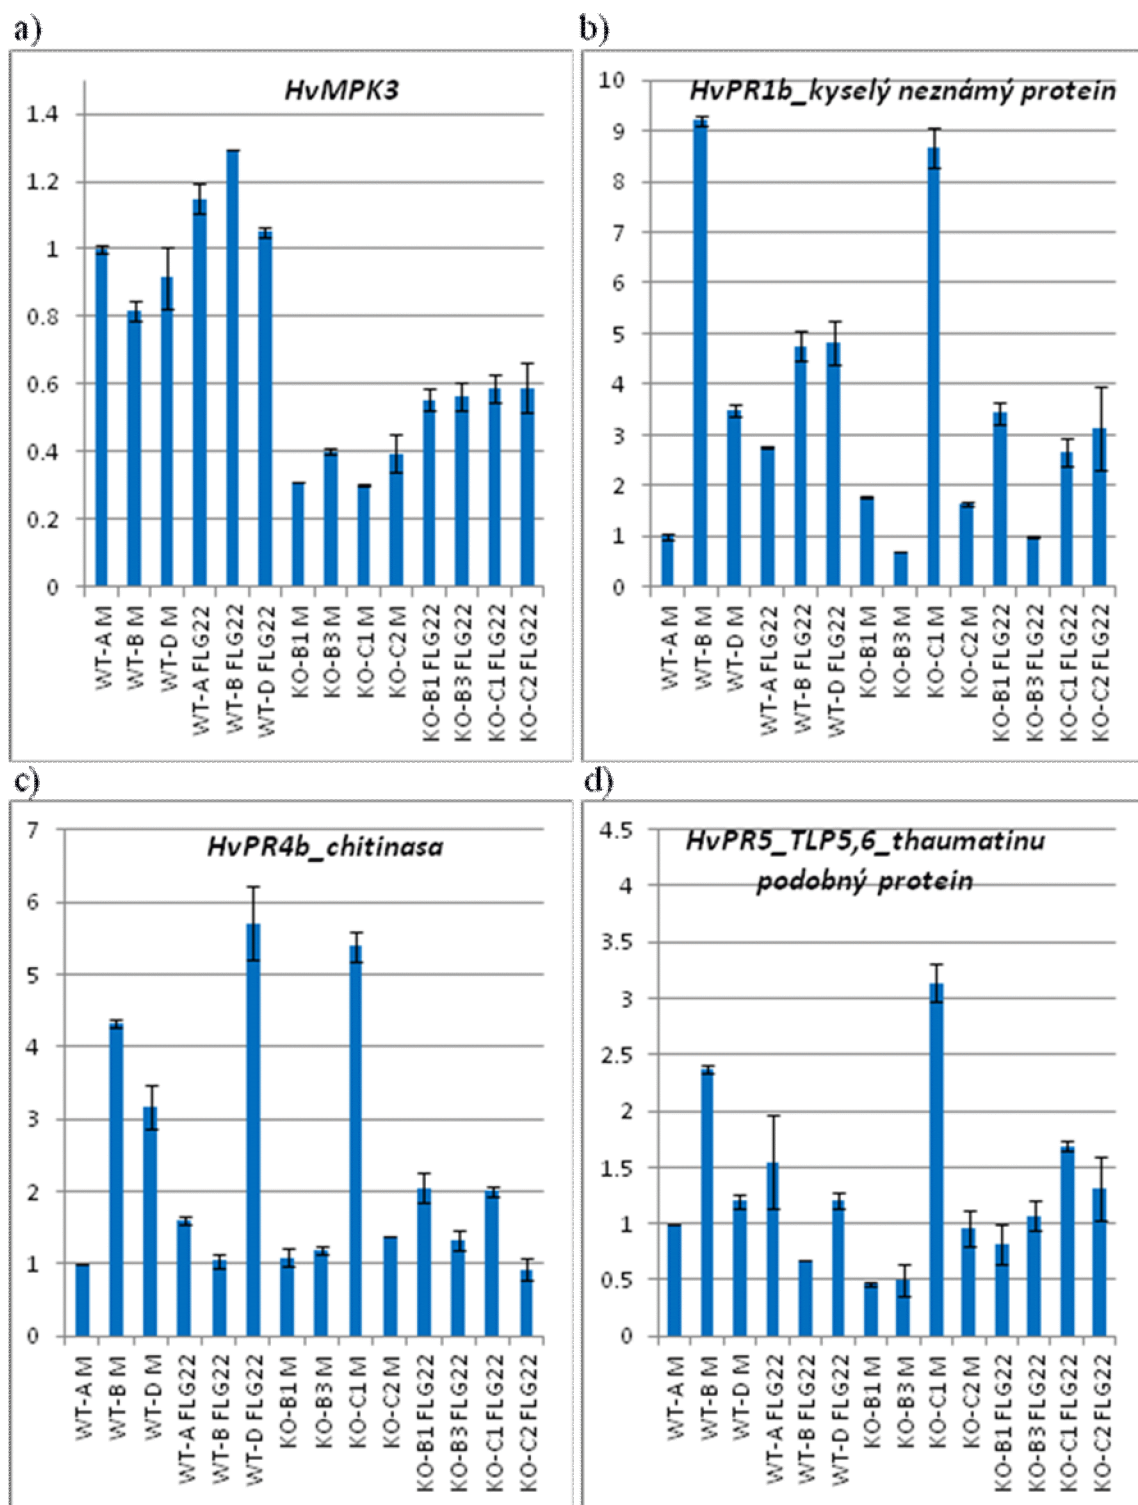 a)
HvMPK3
1.4
1.2
1
0.8
0.6
0.4
0.2
0
WT-A M
WT-B M
WT-D M
WT-A FLG22
WT-B FLG22
WT-D FLG22
KO-B1 M
KO-B3 M
KO-C1 M
KO-C2 M
KO-B1 FLG22
KO-B3 FLG22
KO-C1 FLG22
KO-C2 FLG22
b)
HvPR1b_kyselý neznámý protein
10
9
8
7
6
5
4
3
2
1
0
WT-A M
WT-B M
WT-D M
WT-A FLG22
WT-B FLG22
WT-D FLG22
KO-B1 M
KO-B3 M
KO-C1 M
KO-C2 M
KO-B1 FLG22
KO-B3 FLG22
KO-C1 FLG22
KO-C2 FLG22
c)
HvPR4b_chitinasa
7
6
5
4
3
2
1
0
WT-A M
WT-B M
WT-D M
WT-A FLG22
WT-B FLG22
WT-D FLG22
KO-B1 M
KO-B3 M
KO-C1 M
KO-C2 M
KO-B1 FLG22
KO-B3 FLG22
KO-C1 FLG22
KO-C2 FLG22
d)
HvPR5_TLP5,6_thaumatinu
podobný protein
4.5
4
3.5
3
2.5
2
1.5
1
0.5
0
WT-A M
WT-B M
WT-D M
WT-A FLG22
WT-B FLG22
WT-D FLG22
KO-B1 M
KO-B3 M
KO-C1 M
KO-C2 M
KO-B1 FLG22
KO-B3 FLG22
KO-C1 FLG22
KO-C2 FLG22